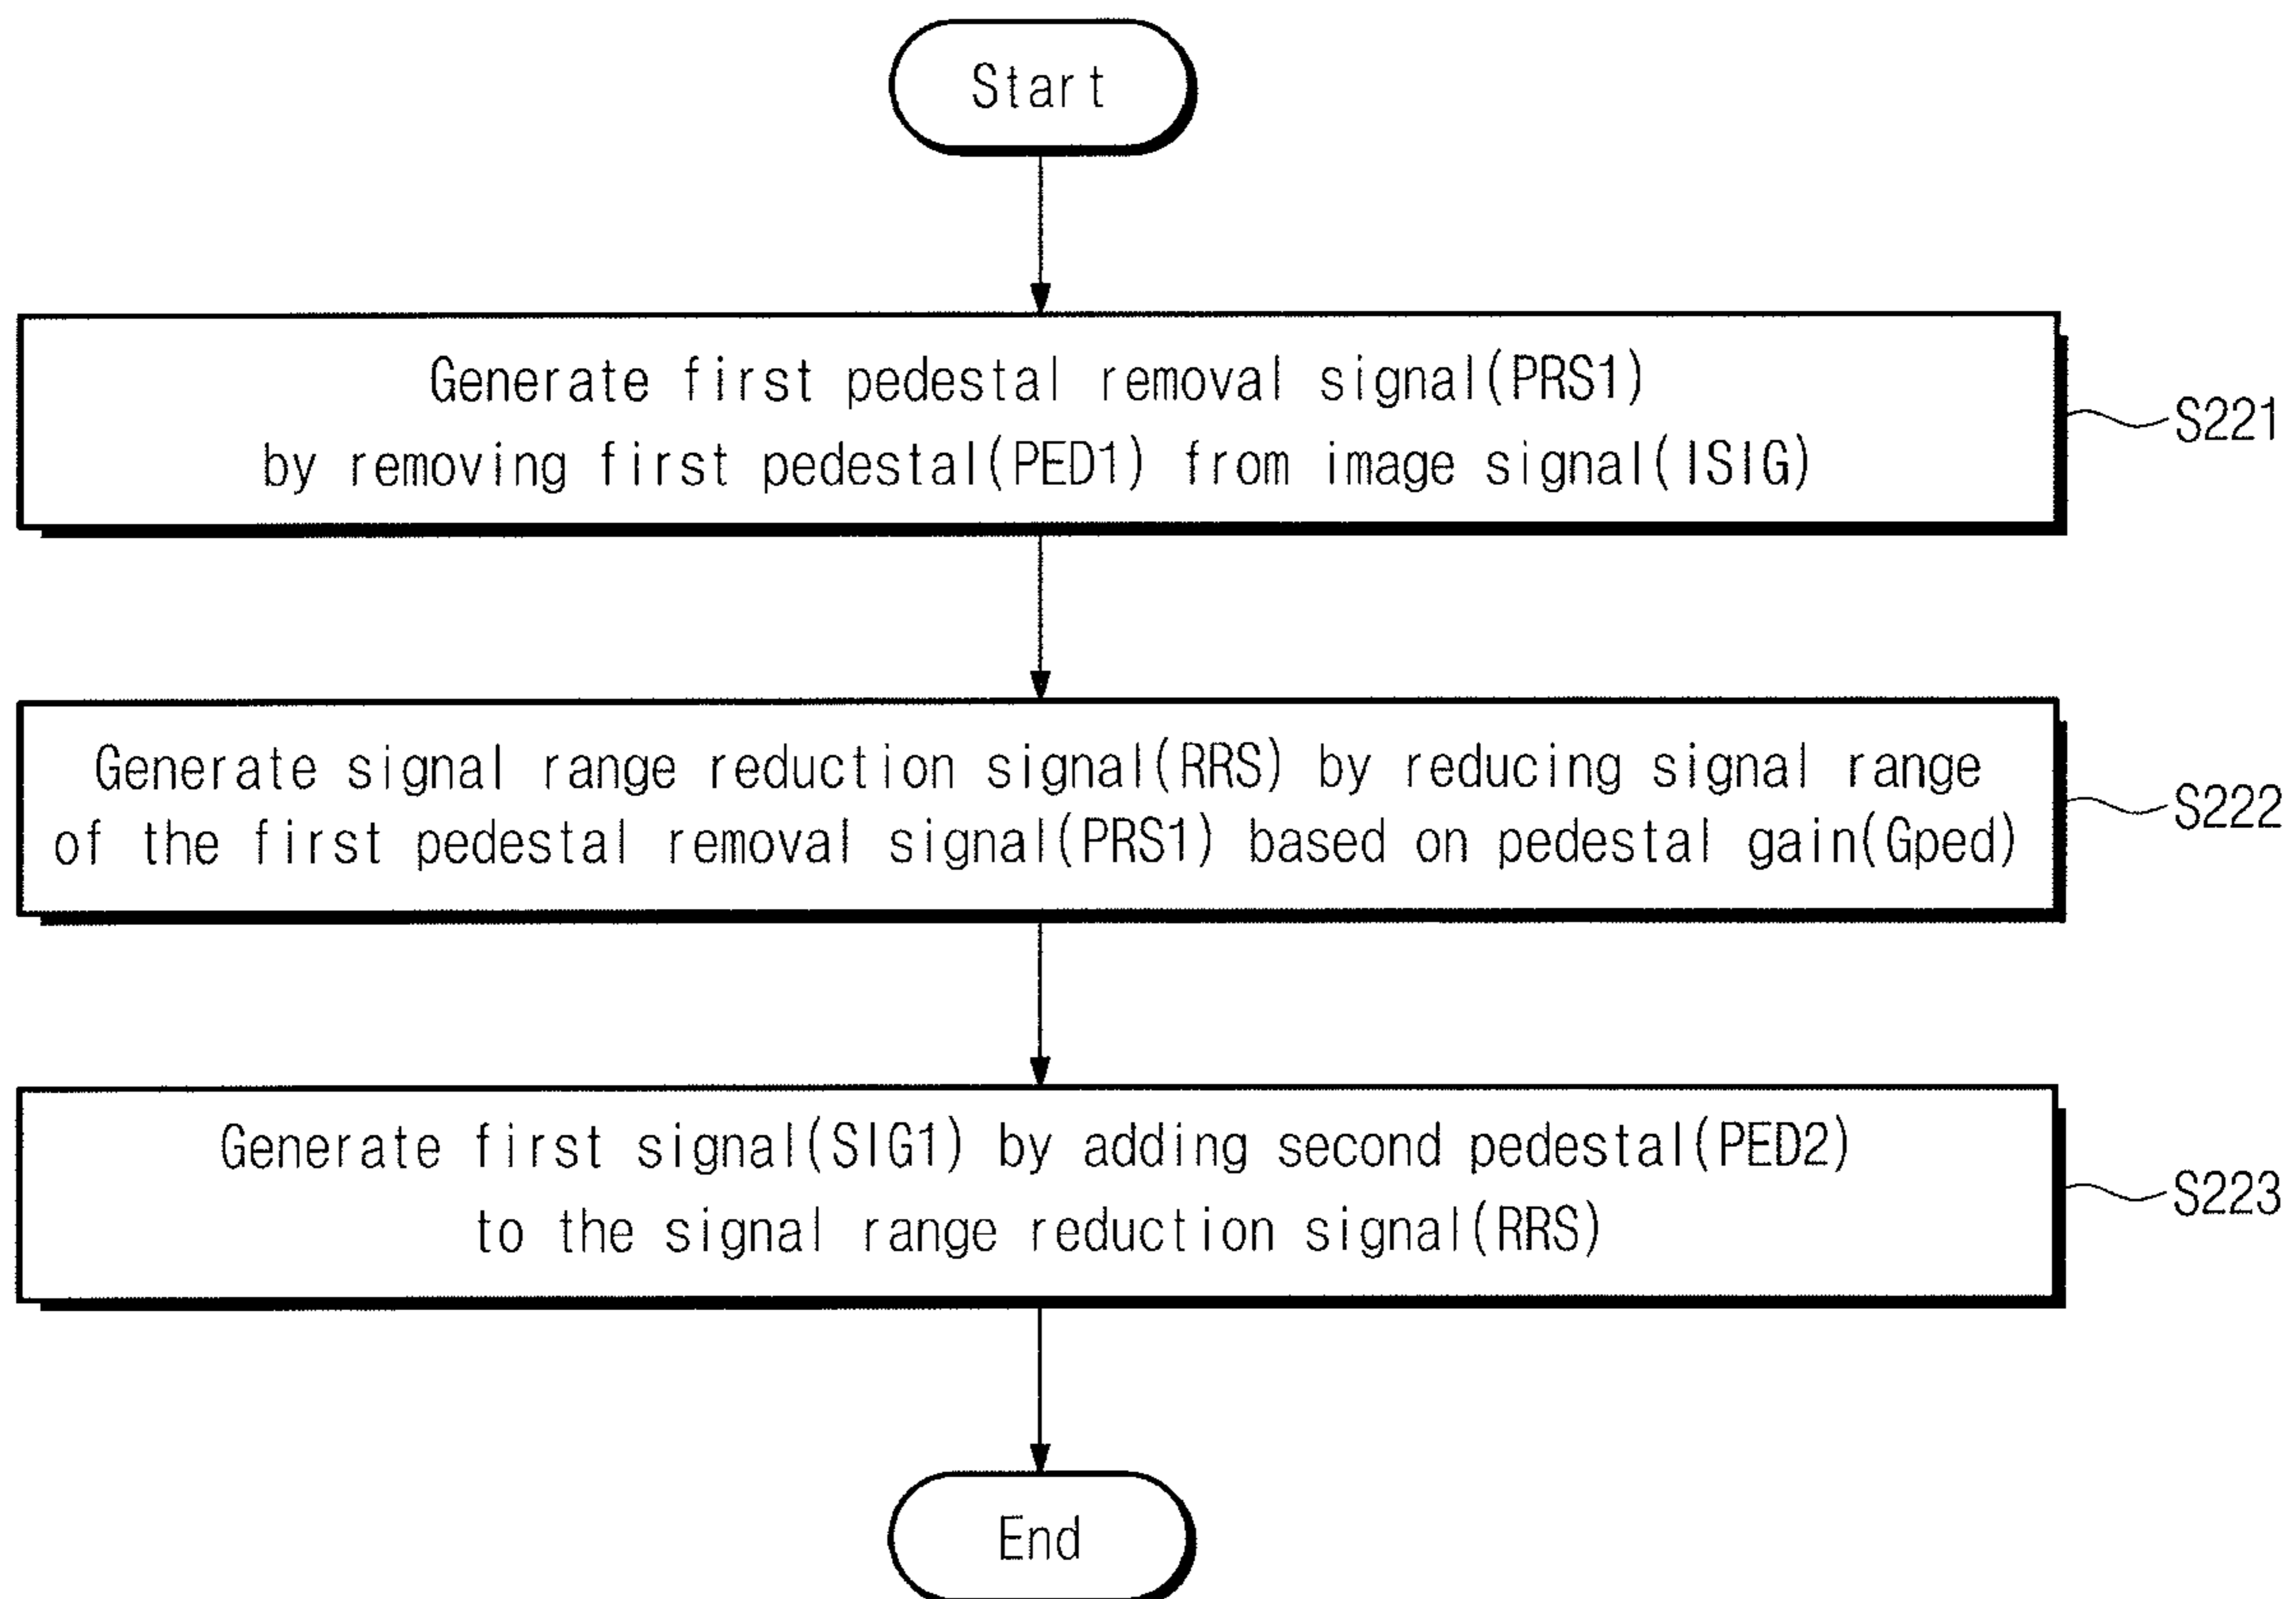 Start
Generate first pedestal removal signal(PRS1)
by removing first pedestal(PED1) from image signal(ISIG)
S221
Generate signal range reduction signal(RRS) by reducing signal range
of the first pedestal removal signal(PRS1) based on pedestal gain(Gped)
S222
Generate first signal(SIG1) by adding second pedestal(PED2)
to the signal range reduction signal(RRS)
S223
End